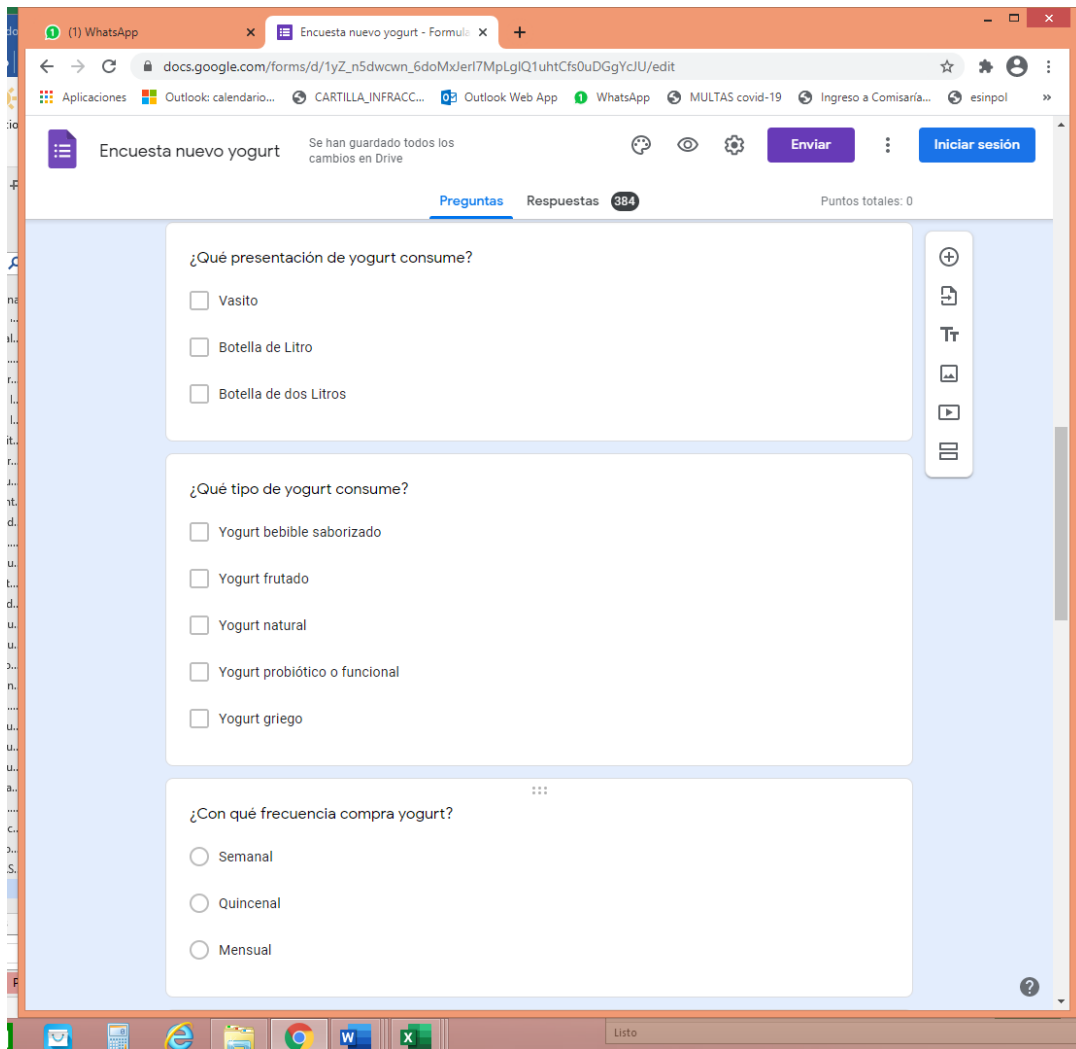 (1) WhatsApp
Encuesta nuevo yogurt - Formula
docs.google.com/forms/d/1yZ_n5dwcwn_6doMxJerl7MpLgIQ1uhtCfs0uDGgYcJU/edit
Aplicaciones
Outlook: calendario...
CARTILLA_INFRACC...
Outlook Web App
WhatsApp
MULTAS covid-19
Ingreso a Comisaría...
esinpol
»
Encuesta nuevo yogurt
Se han guardado todos los
cambios en Drive
Enviar
Iniciar sesión
Preguntas
Respuestas 384
Puntos totales: 0
¿Qué presentación de yogurt consume?
Vasito
Botella de Litro
Botella de dos Litros
¿Qué tipo de yogurt consume?
Yogurt bebible saborizado
Yogurt frutado
Yogurt natural
Yogurt probiótico o funcional
Yogurt griego
¿Con qué frecuencia compra yogurt?
Semanal
Quincenal
Mensual
Listo